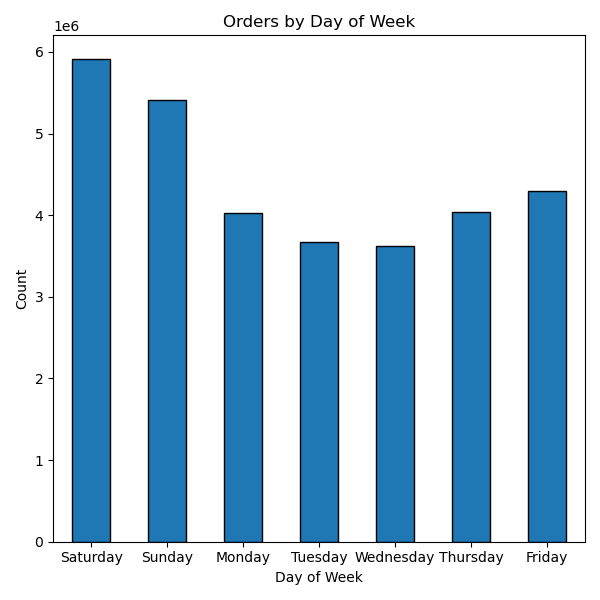 Orders by Day of Week
1e6
6
5
4
3
2
1
0
Count
Saturday Sunday Monday Tuesday Wednesday Thursday Friday
Day of Week